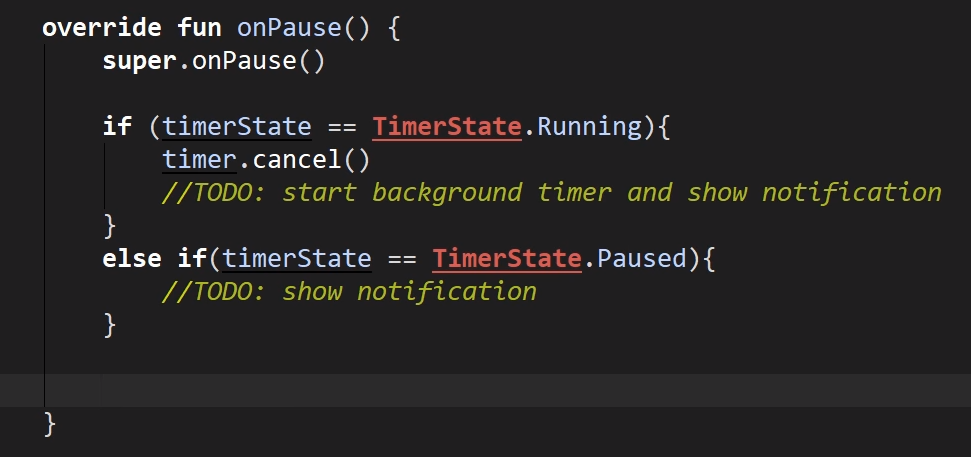 override fun onPause() {
super.onPause()
if (timerState == TimerState.Running){
timer.cancel()
//TODO: start background timer and show notification
}
else if(timerState == TimerState.Paused){
//TODO: show notification
}
}